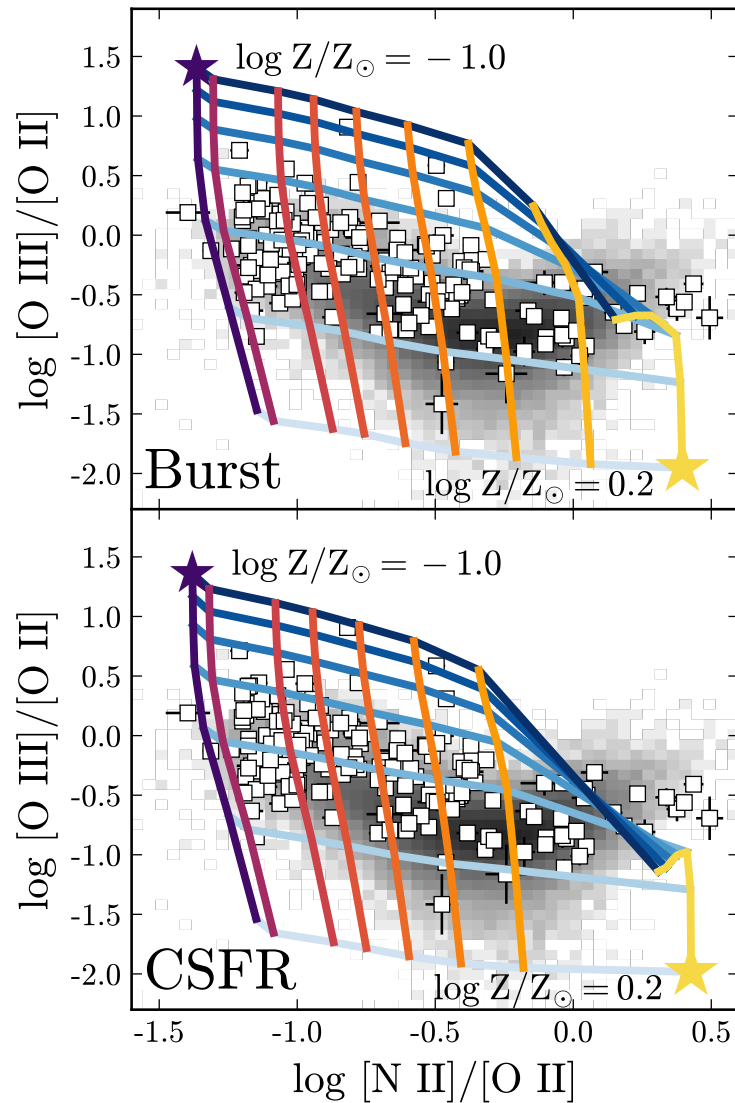 log Z/Z⊙ = −1.0
1.5
1.0
0.5
0.0
-0.5
-1.0
-1.5
-2.0
log [O III]/[O II]
Burst
log Z/Z⊙ = 0.2
log Z/Z⊙ = −1.0
1.5
1.0
0.5
0.0
-0.5
-1.0
-1.5
-2.0
log [O III]/[O II]
CSFR
log Z/Z⊙ = 0.2
-1.5 -1.0 -0.5 0.0 0.5
log [N II]/[O II]